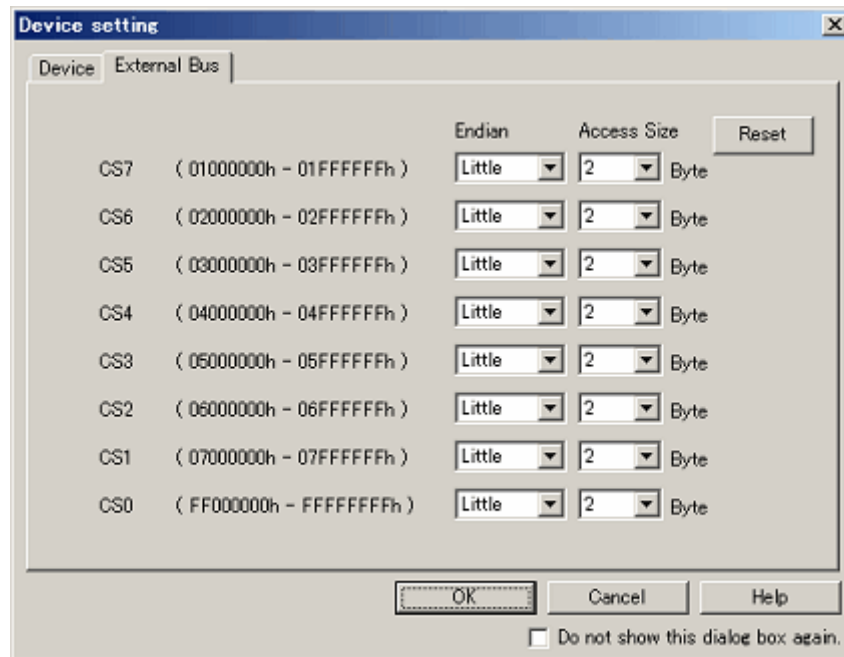 Device setting
Device External Bus
Endian Access Size Reset
CS7 ( 01000000h - 01FFFFFFh ) Little 2 Byte
CS6 ( 02000000h - 02FFFFFFh ) Little 2 Byte
CS5 ( 03000000h - 03FFFFFFh ) Little 2 Byte
CS4 ( 04000000h - 04FFFFFFh ) Little 2 Byte
CS3 ( 05000000h - 05FFFFFFh ) Little 2 Byte
CS2 ( 06000000h - 06FFFFFFh ) Little 2 Byte
CS1 ( 07000000h - 07FFFFFFh ) Little 2 Byte
CS0 ( FF000000h - FFFFFFFFh ) Little 2 Byte
OK Cancel Help
Do not show this dialog box again.